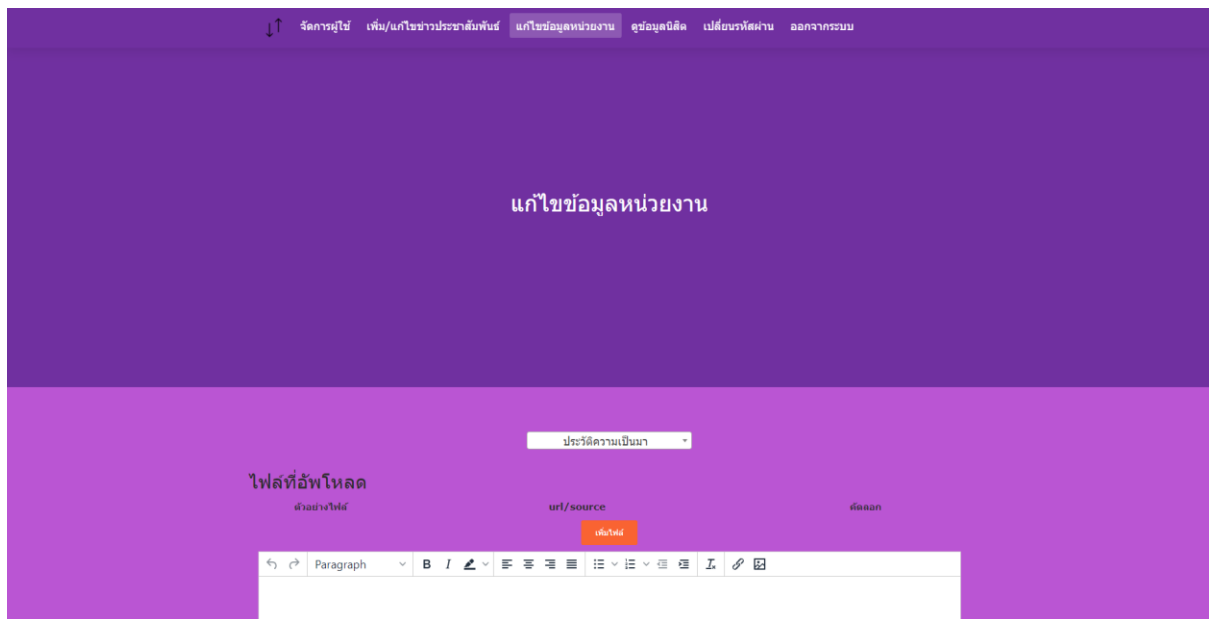 จัดการผู้ใช้ เพิ่ม/แก้ไขข่าวประชาสัมพันธ์ แก้ไขข้อมูลหน่วยงาน ดูข้อมูลนิสิต เปลี่ยนรหัสผ่าน ออกจากระบบ
แก้ไขข้อมูลหน่วยงาน
ประวัติความเป็นมา
ไฟล์ที่อัพโหลด
ตัวอย่างไฟล์ url/source คัดลอก
เพิ่มไฟล์
Paragraph B I